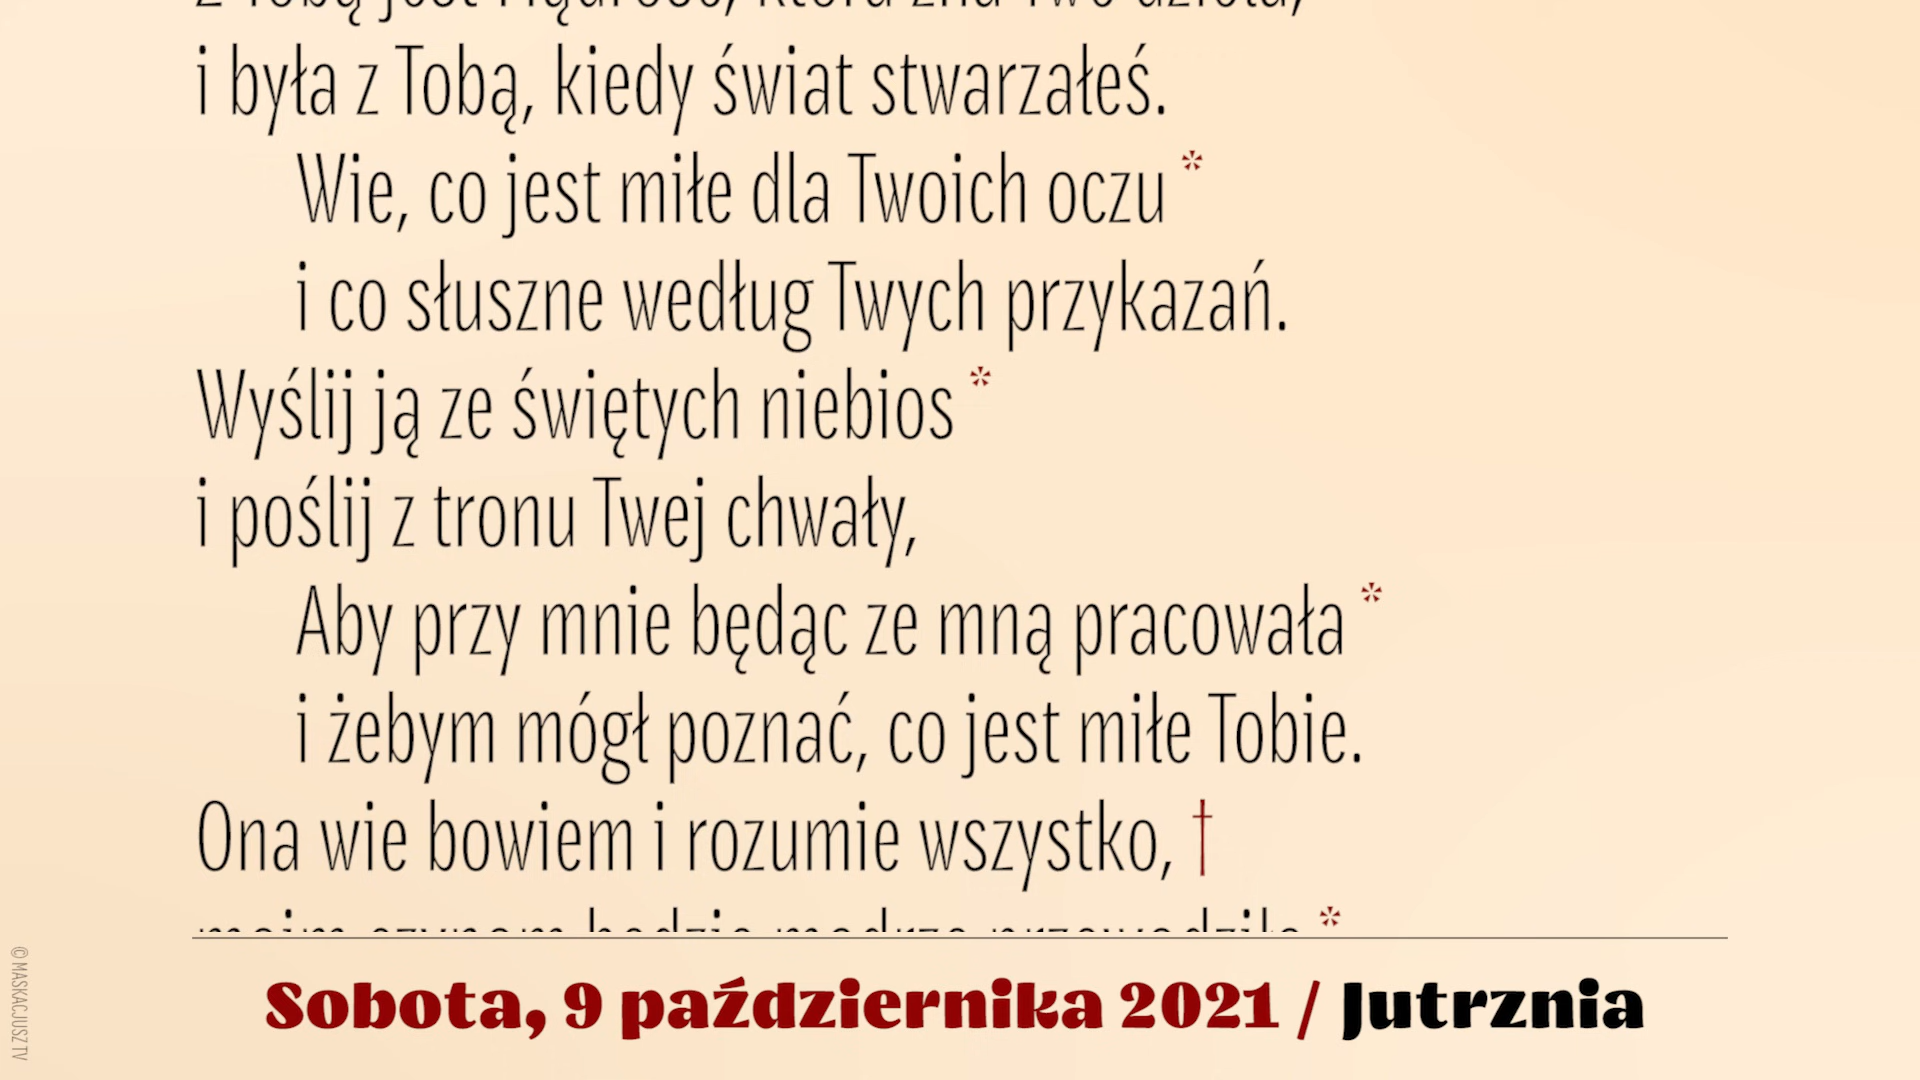 i była z Tobą, kiedy świat stwarzałeś.
Wie, co jest miłe dla Twoich oczu *
i co słuszne według Twych przykazań.
Wyślij ją ze świętych niebios *
i poślij z tronu Twej chwały,
Aby przy mnie będąc ze mną pracowała *
i żebym mógł poznać, co jest miłe Tobie.
Ona wie bowiem i rozumie wszystko, †
Sobota, 9 października 2021 / Jutrznia
© MASKACJUSZ TV